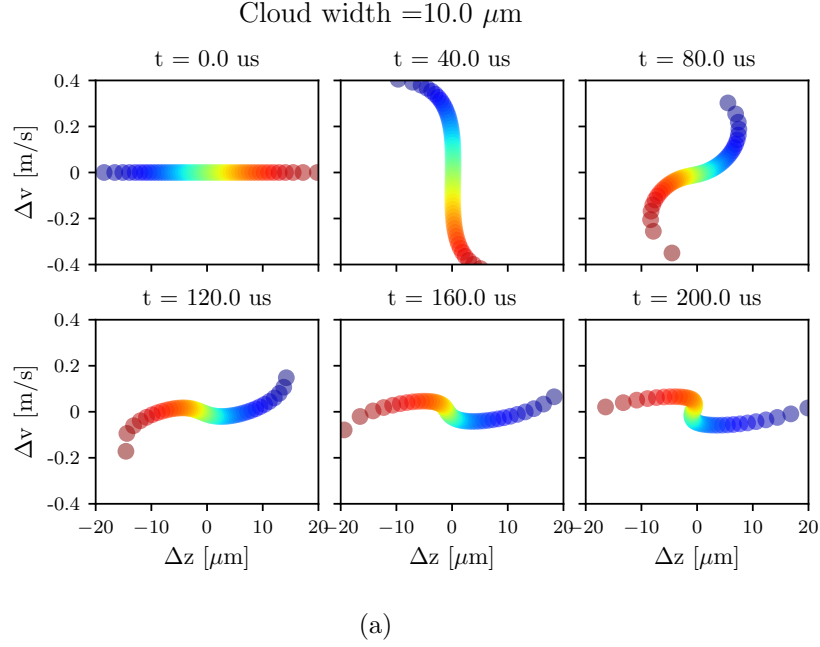 Cloud width =10.0 μm
t = 0.0 us t = 40.0 us t = 80.0 us
0.4
0.2
0
-0.2
-0.4
Δv [m/s]
t = 120.0 us t = 160.0 us t = 200.0 us
0.4
0.2
0
-0.2
-0.4
Δv [m/s]
−20 −10 0 10 20 −20 −10 0 10 20 −20 −10 0 10 20
Δz [μm] Δz [μm] Δz [μm]
(a)